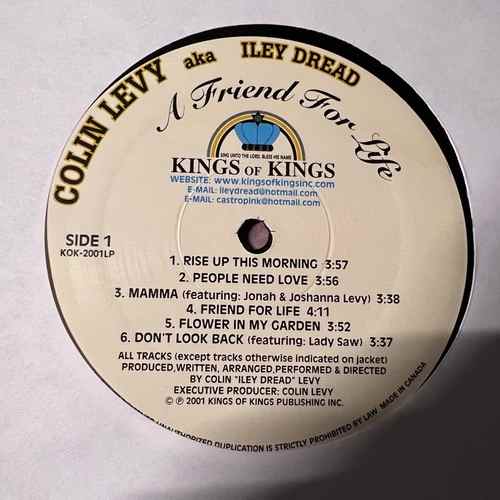 COLIN LEVY aka ILEY DREAD
A Friend For Life
SING UNTO THE LORD, BLESS HIS NAME
KINGS OF KINGS
WEBSITE: www.kingsofkingsinc.com
E-MAIL: ileydread@hotmail.com
E-MAIL: castropink@hotmail.com
SIDE 1
KOK-2001LP
1. RISE UP THIS MORNING 3:57
2. PEOPLE NEED LOVE 3:56
3. MAMMA (featuring: Jonah & Joshanna Levy) 3:38
4. FRIEND FOR LIFE 4:11
5. FLOWER IN MY GARDEN 3:52
6. DON'T LOOK BACK (featuring: Lady Saw) 3:37
ALL TRACKS (except tracks otherwise indicated on jacket)
PRODUCED,WRITTEN, ARRANGED,PERFORMED & DIRECTED
BY COLIN "ILEY DREAD" LEVY
EXECUTIVE PRODUCER: COLIN LEVY
© ℗ 2001 KINGS OF KINGS PUBLISHING INC.
UNAUTHORIZED DUPLICATION IS STRICTLY PROHIBITED BY LAW MADE IN CANADA